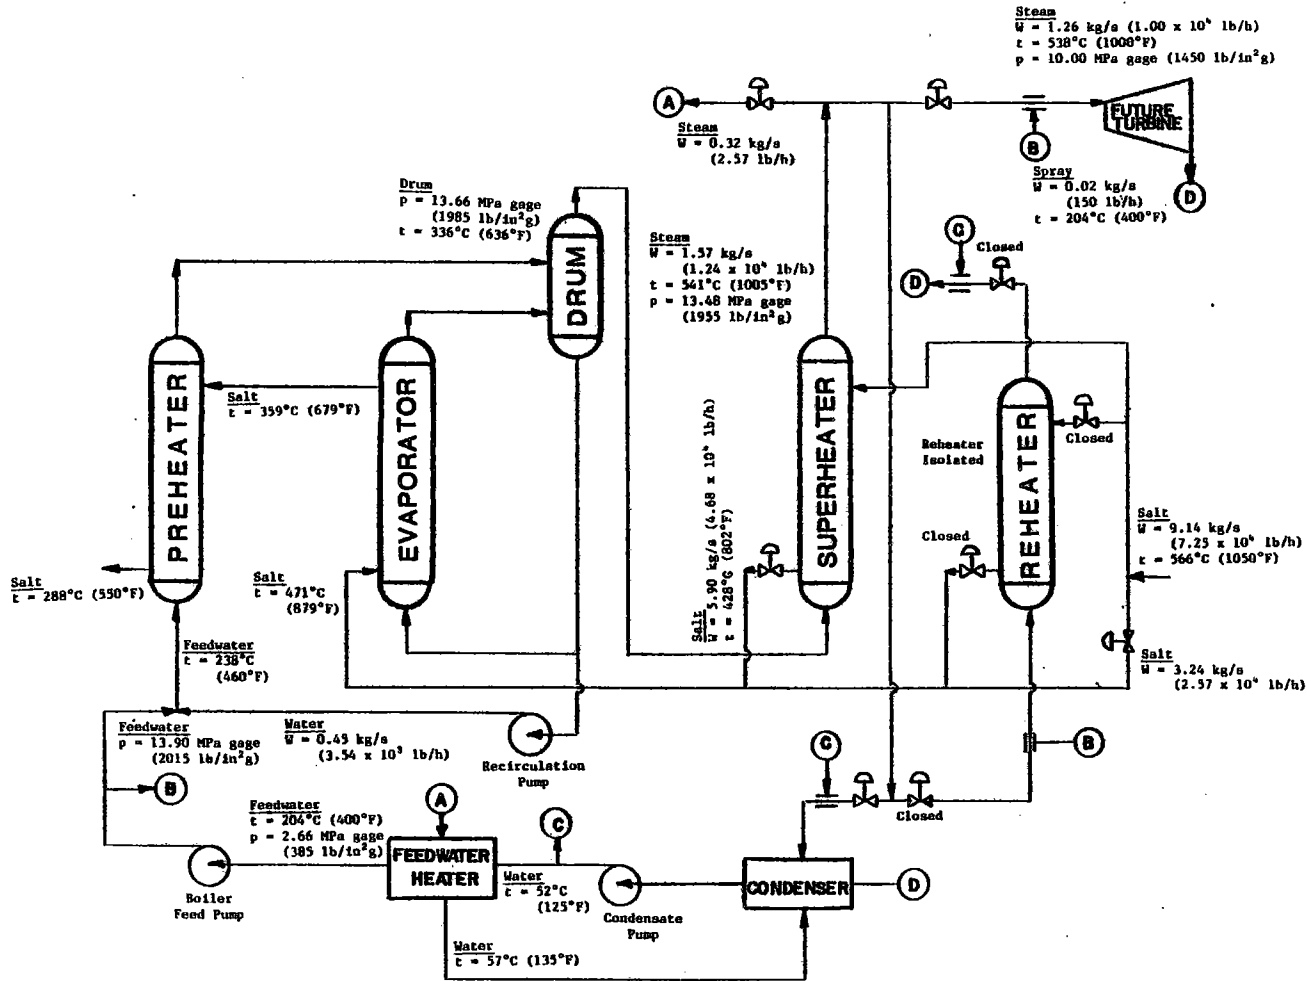 Steam
W = 1.26 kg/s (1.00 x 10⁴ lb/h)
t = 538°C (1000°F)
p = 10.00 MPa gage (1450 lb/in²g)
A
Steam
W = 0.32 kg/s
(2.57 lb/h)
FUTURE
TURBINE
B
Spray
W = 0.02 kg/s
(150 lb/h)
t = 204°C (400°F)
D
Drum
p = 13.66 MPa gage
(1985 lb/in²g)
t = 336°C (636°F)
DRUM
Steam
W = 1.57 kg/s
(1.24 x 10⁴ lb/h)
t = 541°C (1005°F)
p = 13.48 MPa gage
(1955 lb/in²g)
C
Closed
D
PREHEATER
Salt
t = 359°C (679°F)
EVAPORATOR
SUPERHEATER
Reheater
Isolated
REHEATER
Closed
Closed
Salt
W = 9.14 kg/s
(7.25 x 10⁴ lb/h)
t = 566°C (1050°F)
Salt
W = 5.90 kg/s (4.68 x 10⁴ lb/h)
t = 428°C (802°F)
Salt
t = 288°C (550°F)
Salt
t = 471°C
(879°F)
Feedwater
t = 238°C
(460°F)
Salt
W = 3.24 kg/s
(2.57 x 10⁴ lb/h)
Feedwater
p = 13.90 MPa gage
(2015 lb/in²g)
Water
W = 0.45 kg/s
(3.54 x 10³ lb/h)
Recirculation
Pump
B
C
B
Closed
Feedwater
t = 204°C (400°F)
p = 2.66 MPa gage
(385 lb/in²g)
A
C
Boiler
Feed Pump
FEEDWATER
HEATER
Water
t = 52°C
(125°F)
Condensate
Pump
CONDENSER
D
Water
t = 57°C (135°F)